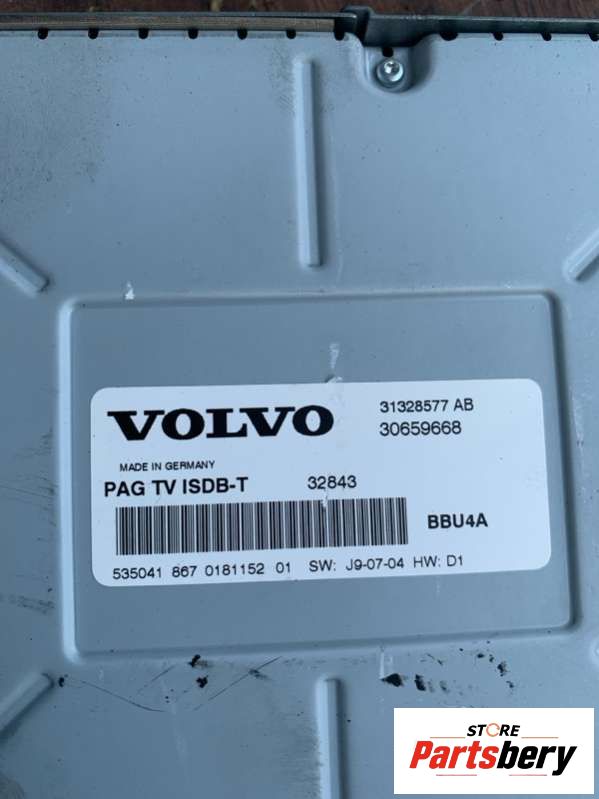 VOLVO
31328577 AB
30659668
MADE IN GERMANY
PAG TV ISDB-T 32843
BBU4A
535041 867 0181152 01 SW: J9-07-04 HW: D1
STORE
Partsbery